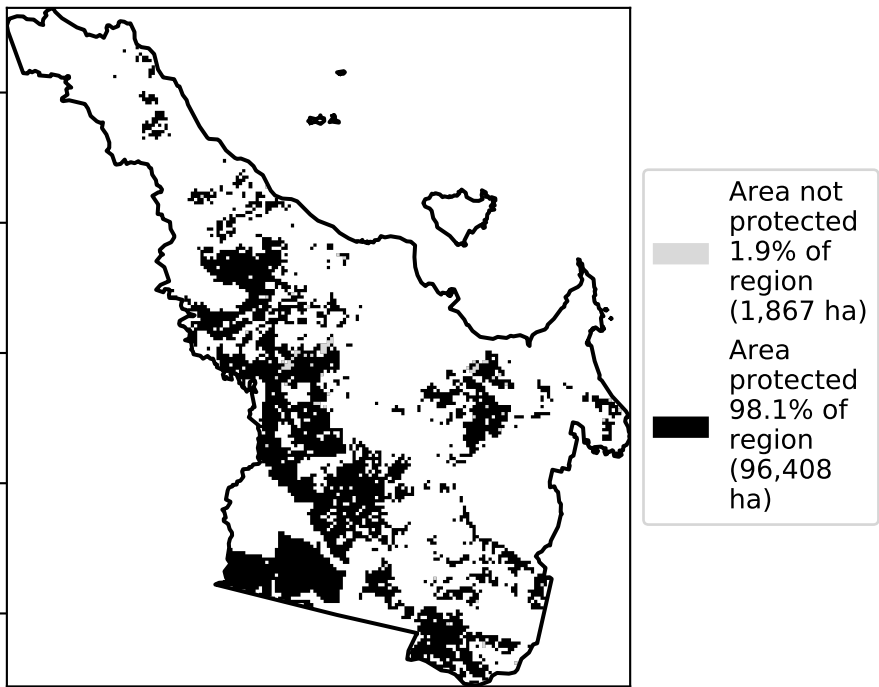 Area not
protected
1.9% of
region
(1,867 ha)
Area
protected
98.1% of
region
(96,408
ha)